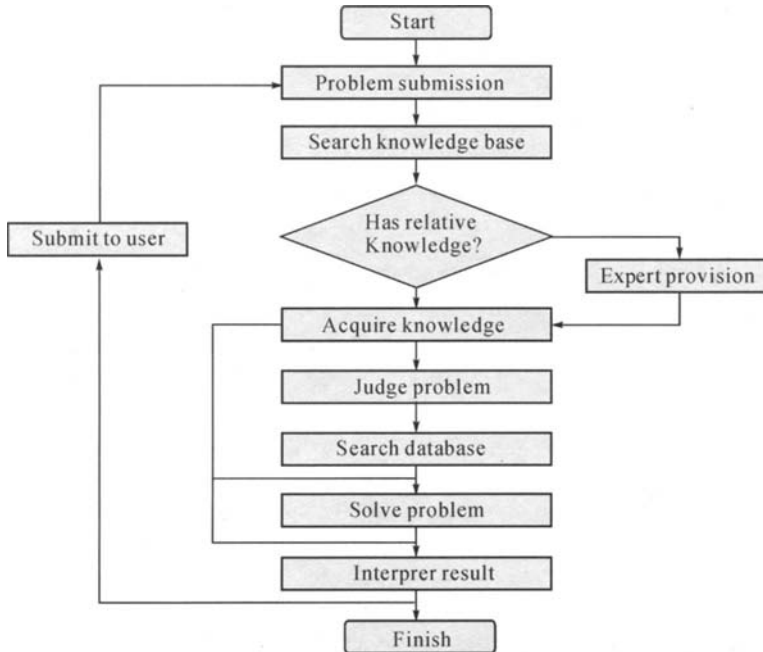 Start
Problem submission
Search knowledge base
Has relative
Knowledge?
Submit to user
Expert provision
Acquire knowledge
Judge problem
Search database
Solve problem
Interprer result
Finish